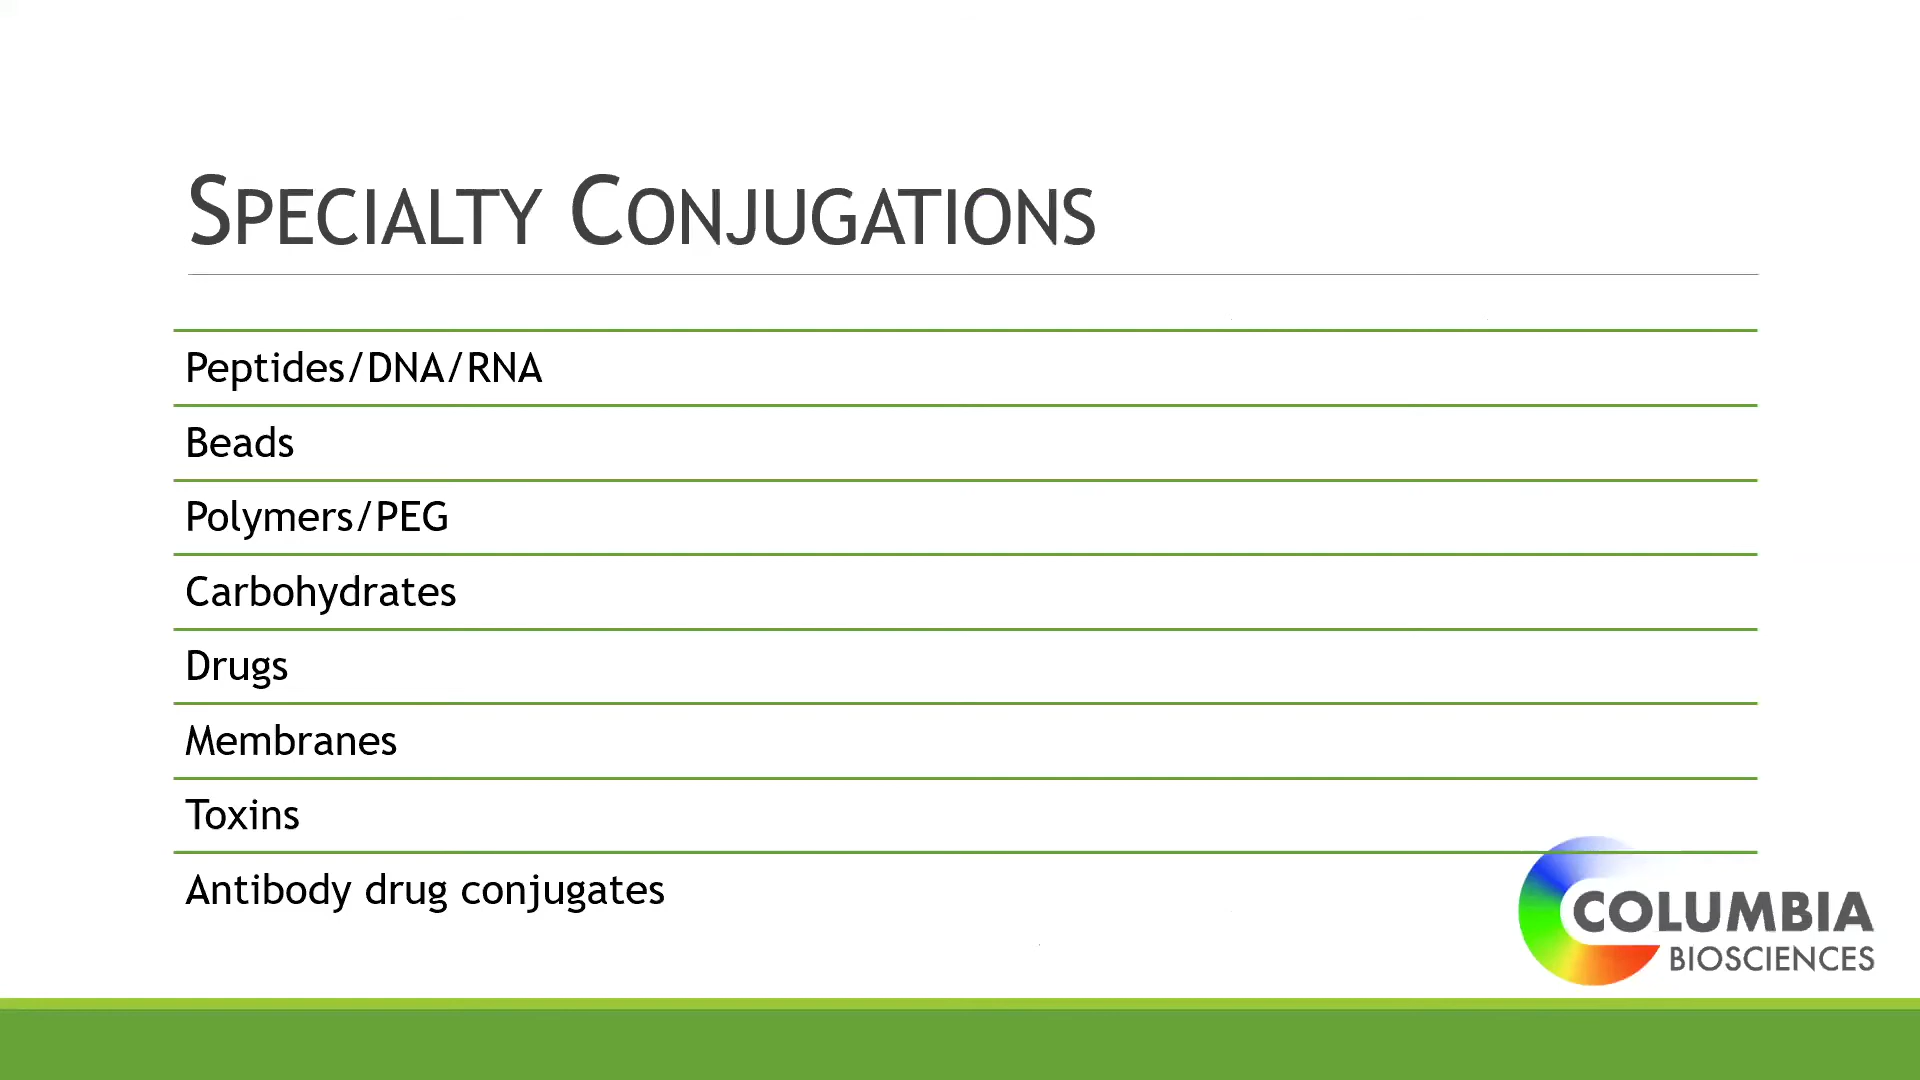 SPECIALTY CONJUGATIONS
Peptides/DNA/RNA
Beads
Polymers/PEG
Carbohydrates
Drugs
Membranes
Toxins
Antibody drug conjugates
COLUMBIA
BIOSCIENCES